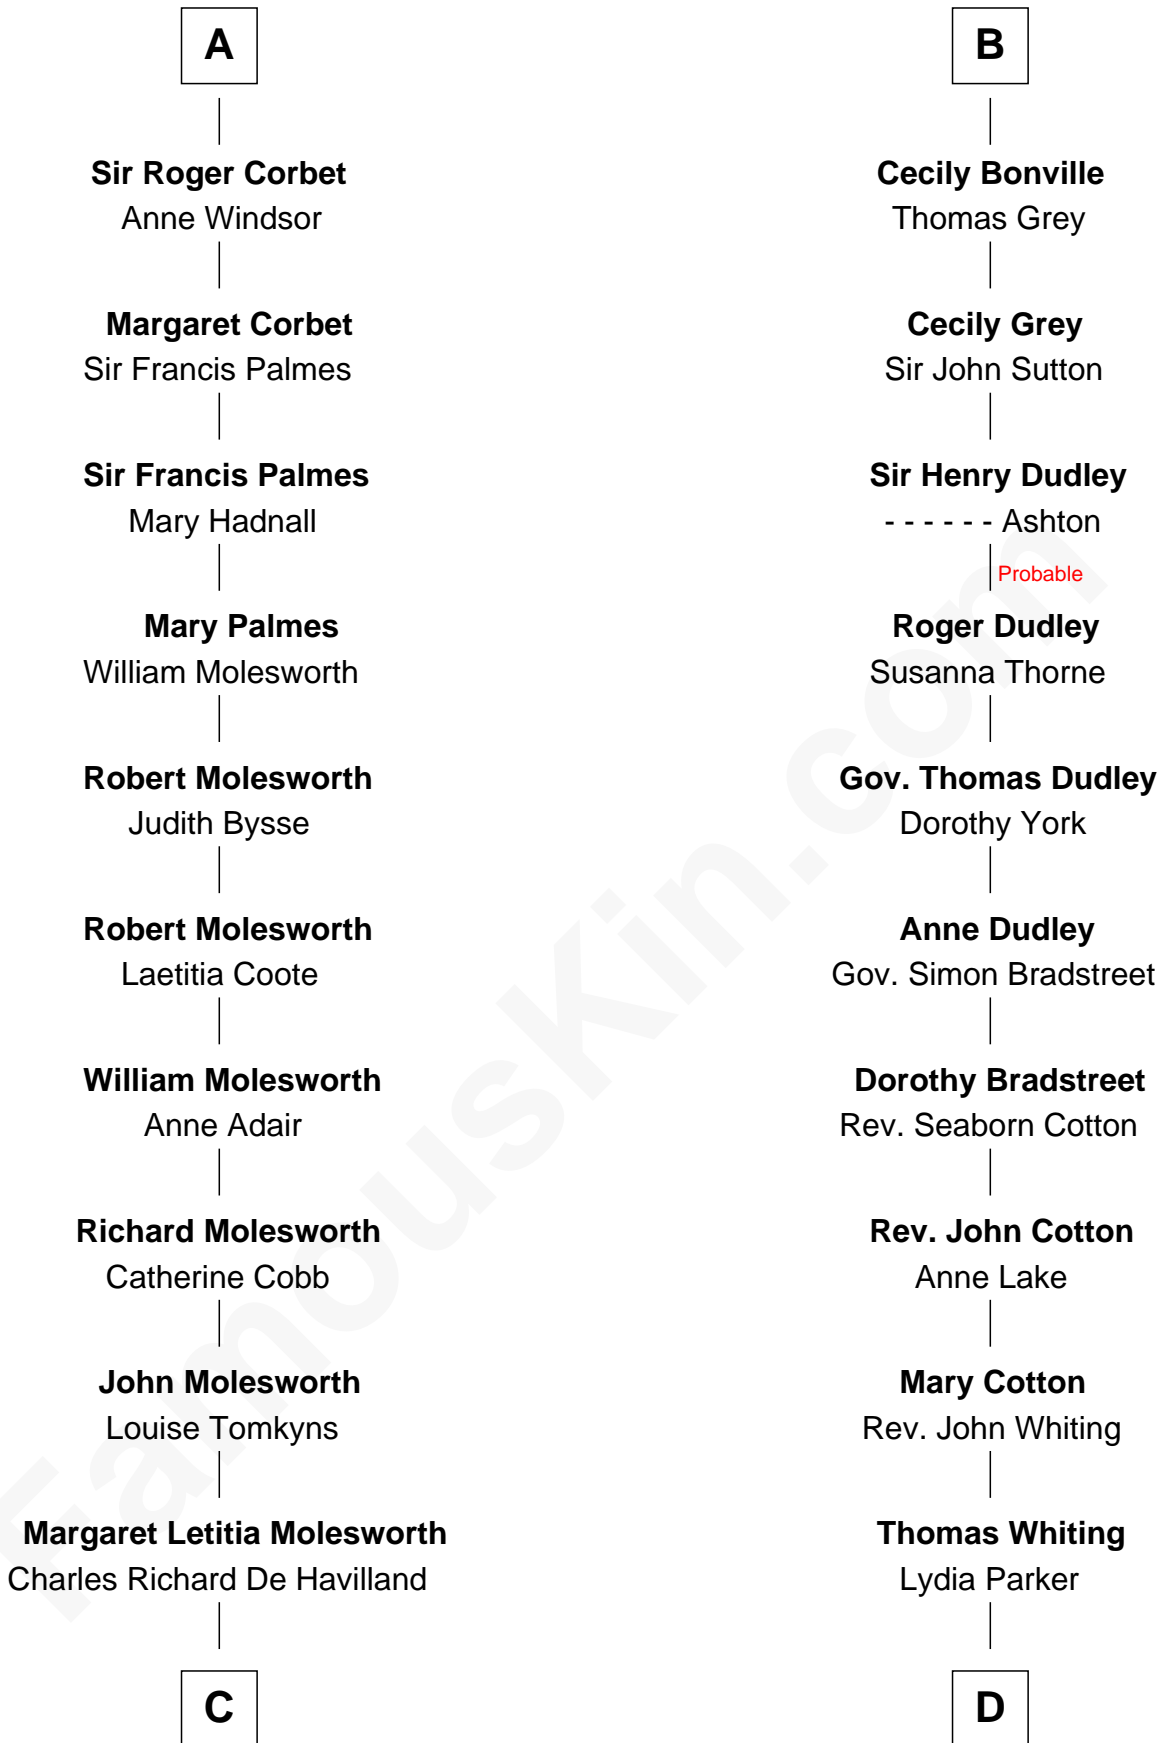 A
Sir Roger Corbet
Anne Windsor
Margaret Corbet
Sir Francis Palmes
Sir Francis Palmes
Mary Hadnall
Mary Palmes
William Molesworth
Robert Molesworth
Judith Bysse
Robert Molesworth
Laetitia Coote
William Molesworth
Anne Adair
Richard Molesworth
Catherine Cobb
John Molesworth
Louise Tomkyns
Margaret Letitia Molesworth
Charles Richard De Havilland
C
B
Cecily Bonville
Thomas Grey
Cecily Grey
Sir John Sutton
Sir Henry Dudley
- - - - - - Ashton
Probable
Roger Dudley
Susanna Thorne
Gov. Thomas Dudley
Dorothy York
Anne Dudley
Gov. Simon Bradstreet
Dorothy Bradstreet
Rev. Seaborn Cotton
Rev. John Cotton
Anne Lake
Mary Cotton
Rev. John Whiting
Thomas Whiting
Lydia Parker
D
FamousKin.com